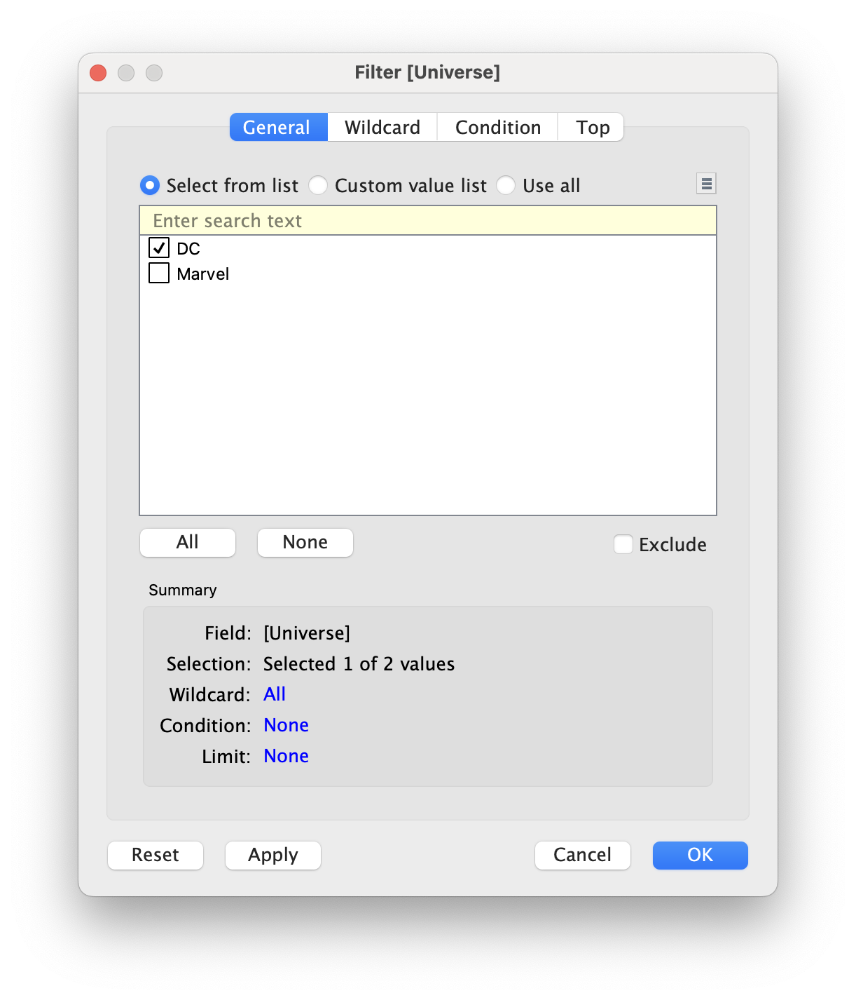 Filter [Universe]
General Wildcard Condition Top
Select from list Custom value list Use all
Enter search text
DC
Marvel
All None Exclude
Summary
Field: [Universe]
Selection: Selected 1 of 2 values
Wildcard: All
Condition: None
Limit: None
Reset Apply Cancel OK